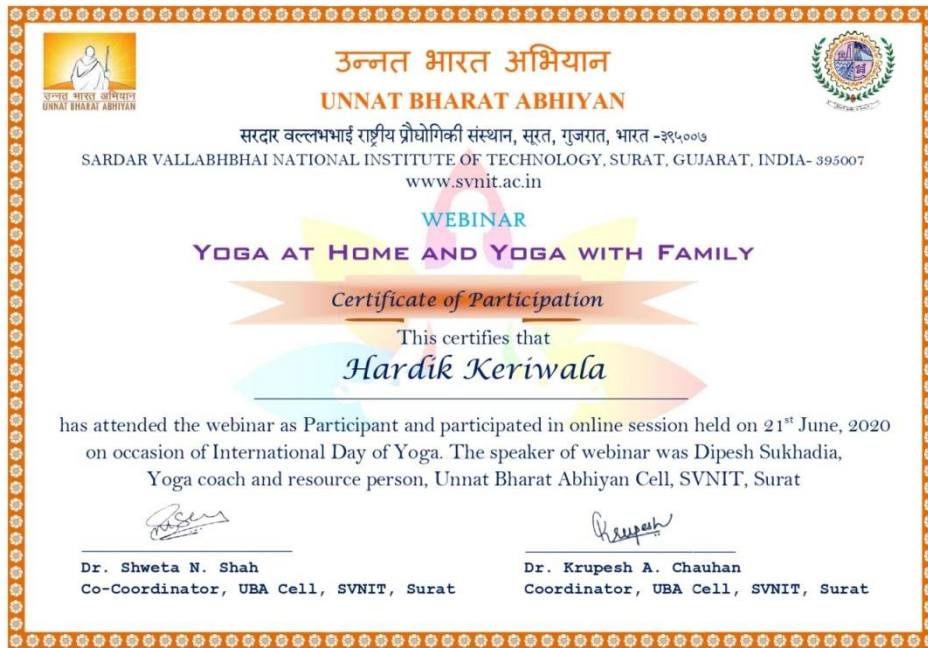 उन्नत भारत अभियान
UNNAT BHARAT ABHIYAN
उन्नत भारत अभियान
UNNAT BHARAT ABHIYAN
सरदार वल्लभभाई राष्ट्रीय प्रौघोगिकी संस्थान, सूरत, गुजरात, भारत -३९५००७
SARDAR VALLABHBHAI NATIONAL INSTITUTE OF TECHNOLOGY, SURAT, GUJARAT, INDIA- 395007
www.svnit.ac.in
WEBINAR
YOGA AT HOME AND YOGA WITH FAMILY
Certificate of Participation
This certifies that
Hardik Keriwala
has attended the webinar as Participant and participated in online session held on 21st June, 2020
on occasion of International Day of Yoga. The speaker of webinar was Dipesh Sukhadia,
Yoga coach and resource person, Unnat Bharat Abhiyan Cell, SVNIT, Surat
Krupesh
Dr. Shweta N. Shah
Co-Coordinator, UBA Cell, SVNIT, Surat
Dr. Krupesh A. Chauhan
Coordinator, UBA Cell, SVNIT, Surat